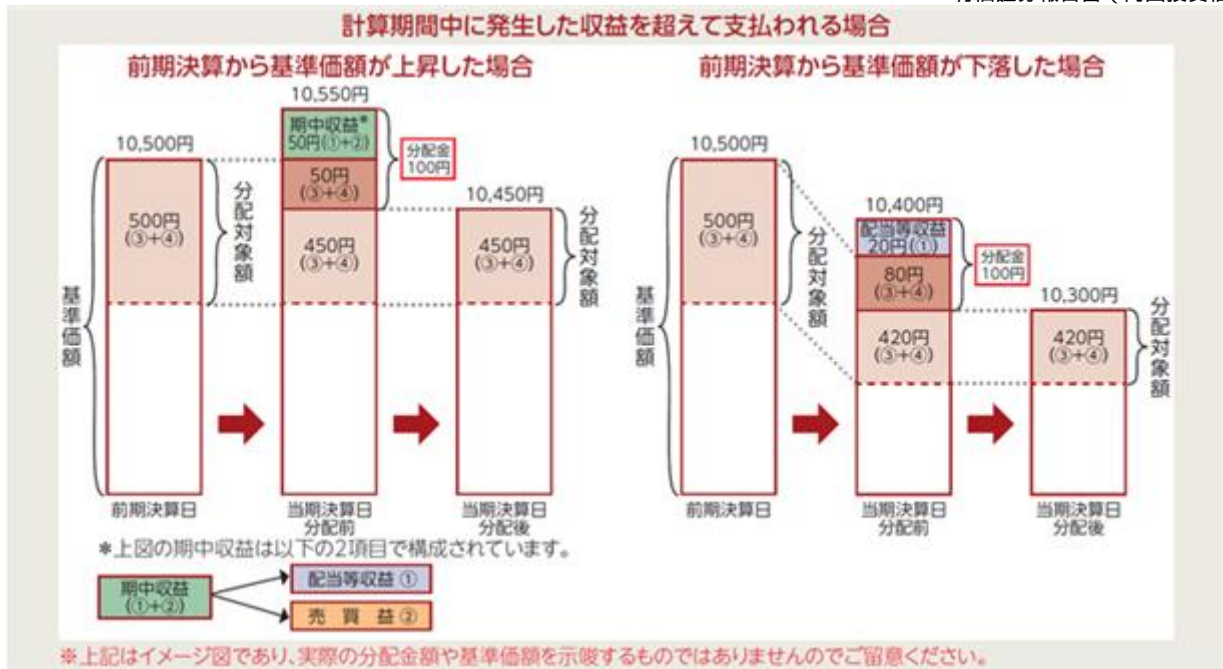 計算期間中に発生した収益を超えて支払われる場合
前期決算から基準価額が上昇した場合
10,550円
10,500円
期中収益*
50円(①+②)
分配金
100円
50円
(③+④)
10,450円
500円
(③+④)
分配対象額
450円
(③+④)
450円
(③+④)
分配対象額
基準価額
前期決算日
当期決算日
分配前
当期決算日
分配後
前期決算から基準価額が下落した場合
10,500円
10,400円
500円
(③+④)
分配対象額
配当等収益
20円(①)
分配金
100円
80円
(③+④)
10,300円
420円
(③+④)
420円
(③+④)
分配対象額
基準価額
前期決算日
当期決算日
分配前
当期決算日
分配後
*上図の期中収益は以下の2項目で構成されています。
期中収益
(①+②)
配当等収益 ①
売 買 益 ②
※上記はイメージ図であり、実際の分配金額や基準価額を示唆するものではありませんのでご留意ください。